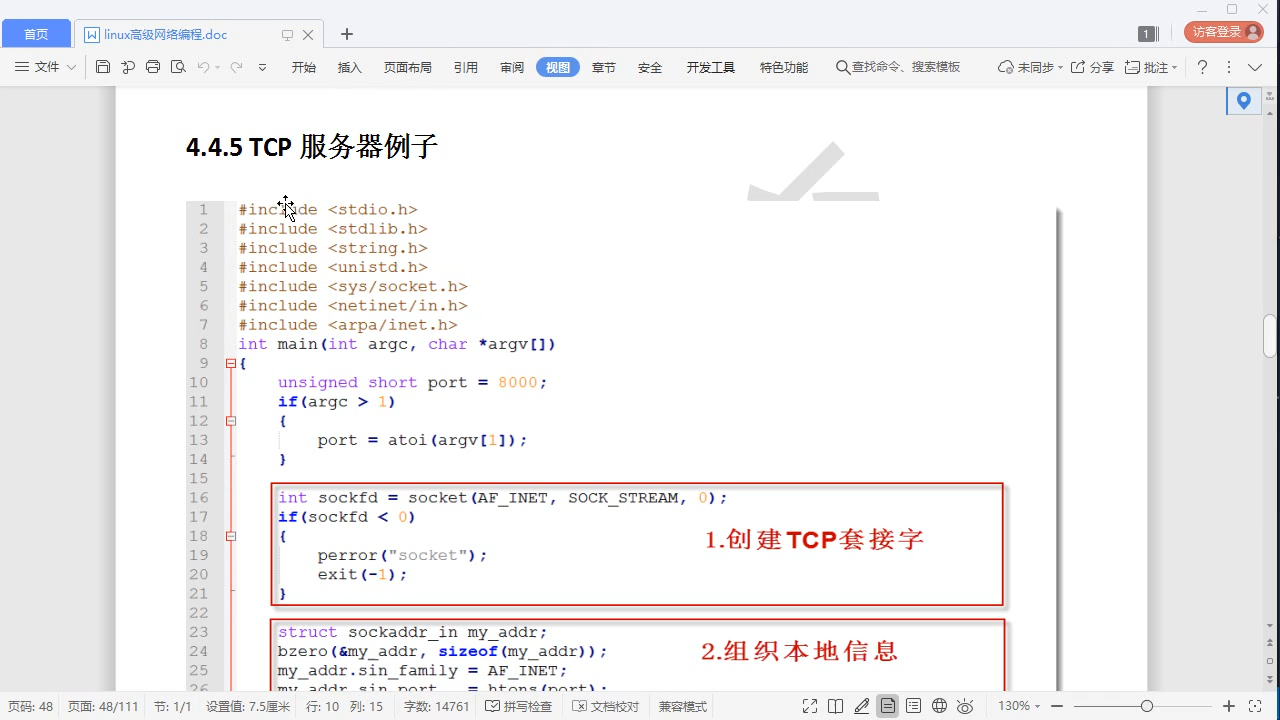 首页
linux高级网络编程.doc
1
访客登录
文件
开始 插入 页面布局 引用 审阅 视图 章节 安全 开发工具 特色功能 查找命令、搜索模板 未同步 分享 批注 ?
4.4.5 TCP 服务器例子
1 #include <stdio.h>
2 #include <stdlib.h>
3 #include <string.h>
4 #include <unistd.h>
5 #include <sys/socket.h>
6 #include <netinet/in.h>
7 #include <arpa/inet.h>
8 int main(int argc, char *argv[])
9 {
10 unsigned short port = 8000;
11 if(argc > 1)
12 {
13 port = atoi(argv[1]);
14 }
15
16 int sockfd = socket(AF_INET, SOCK_STREAM, 0);
17 if(sockfd < 0)
18 {
1.创建TCP套接字
19 perror("socket");
20 exit(-1);
21 }
22
23 struct sockaddr_in my_addr;
2.组织本地信息
24 bzero(&my_addr, sizeof(my_addr));
25 my_addr.sin_family = AF_INET;
26 my_addr.sin_port = htons(port);
页码: 48 页面: 48/111 节: 1/1 设置值: 7.5厘米 行: 10 列: 15 字数: 14761 拼写检查 文档校对 兼容模式 130%